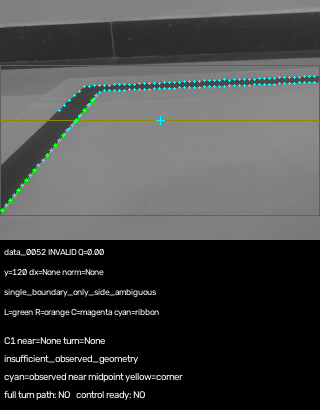 data_0052 INVALID Q=0.00
y=120 dx=None norm=None
single_boundary_only_side_ambiguous
L=green R=orange C=magenta cyan=ribbon
C1 near=None turn=None
insufficient_observed_geometry
cyan=observed near midpoint yellow=corner
full turn path: NO control ready: NO